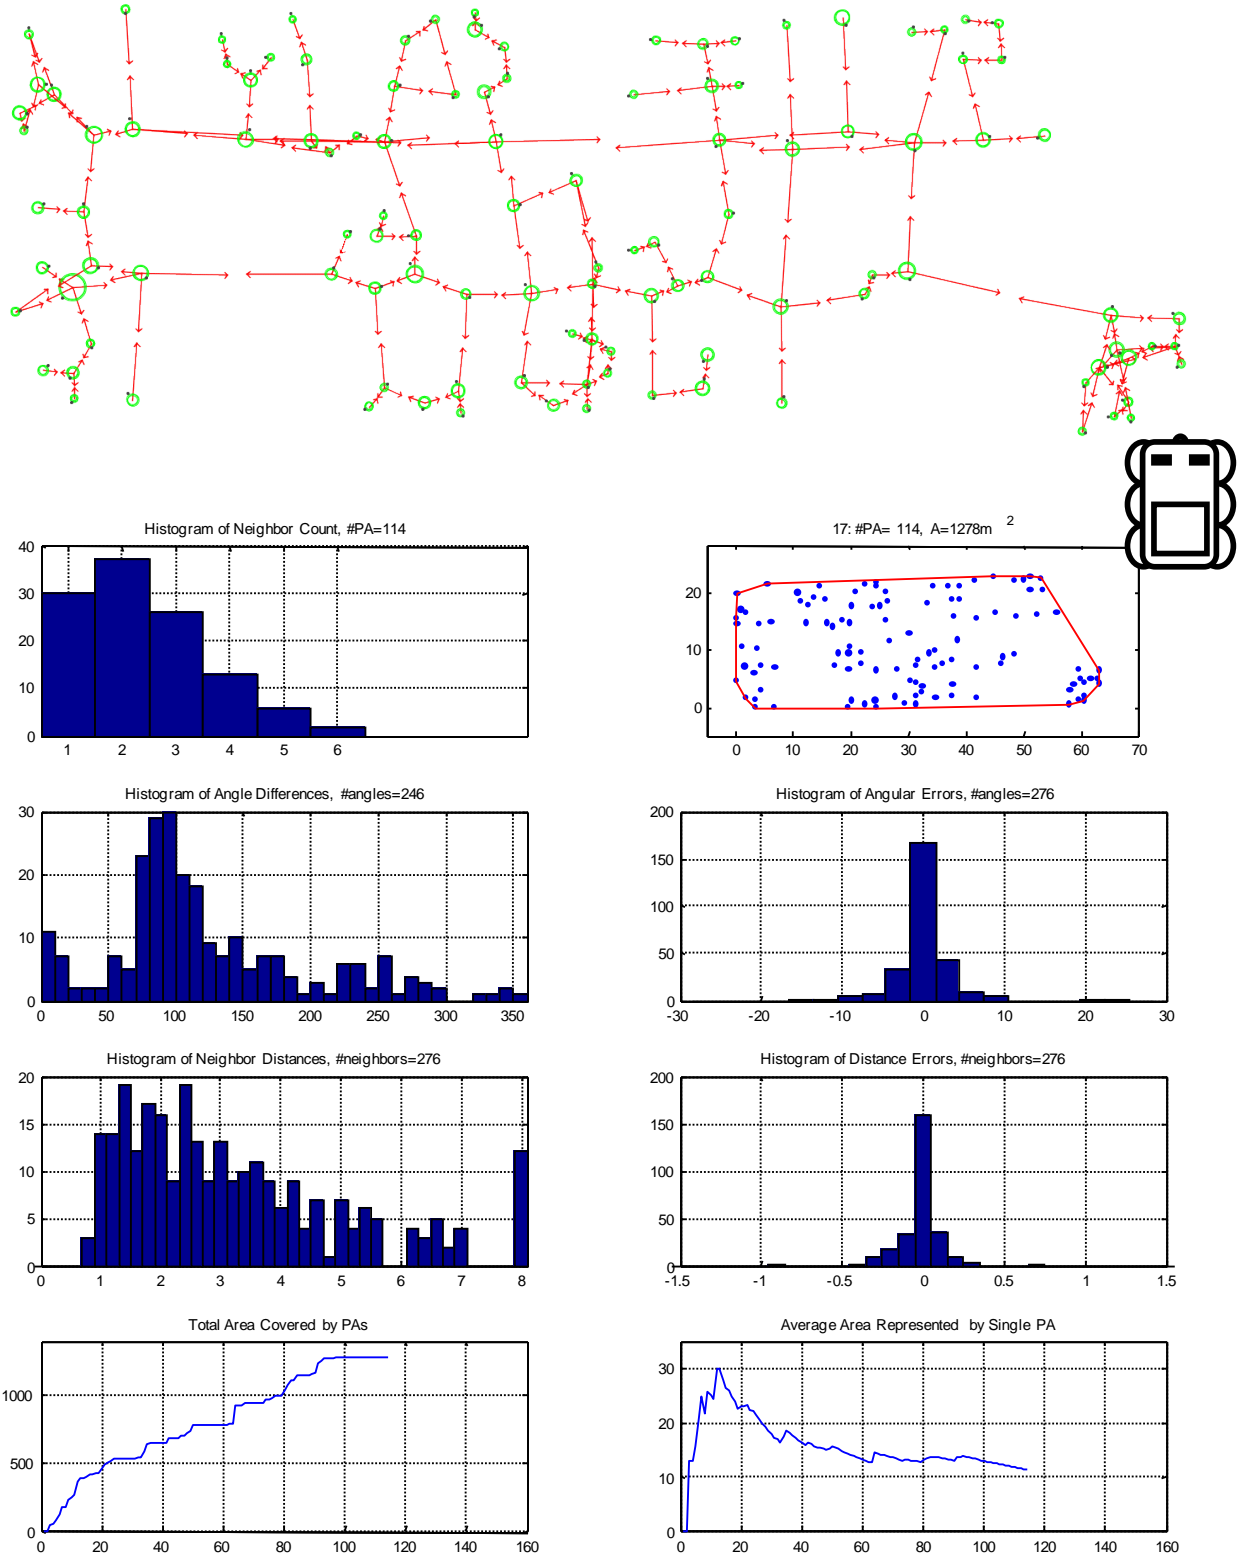 Histogram of Neighbor Count, #PA=114
40
30
20
10
0
1 2 3 4 5 6
17: #PA= 114, A=1278m 2
20
10
0
0 10 20 30 40 50 60 70
Histogram of Angle Differences, #angles=246
30
20
10
0
0 50 100 150 200 250 300 350
Histogram of Angular Errors, #angles=276
200
150
100
50
0
-30 -20 -10 0 10 20 30
Histogram of Neighbor Distances, #neighbors=276
20
15
10
5
0
0 1 2 3 4 5 6 7 8
Histogram of Distance Errors, #neighbors=276
200
150
100
50
0
-1.5 -1 -0.5 0 0.5 1 1.5
Total Area Covered by PAs
1000
500
0
0 20 40 60 80 100 120 140 160
Average Area Represented by Single PA
30
20
10
0
0 20 40 60 80 100 120 140 160